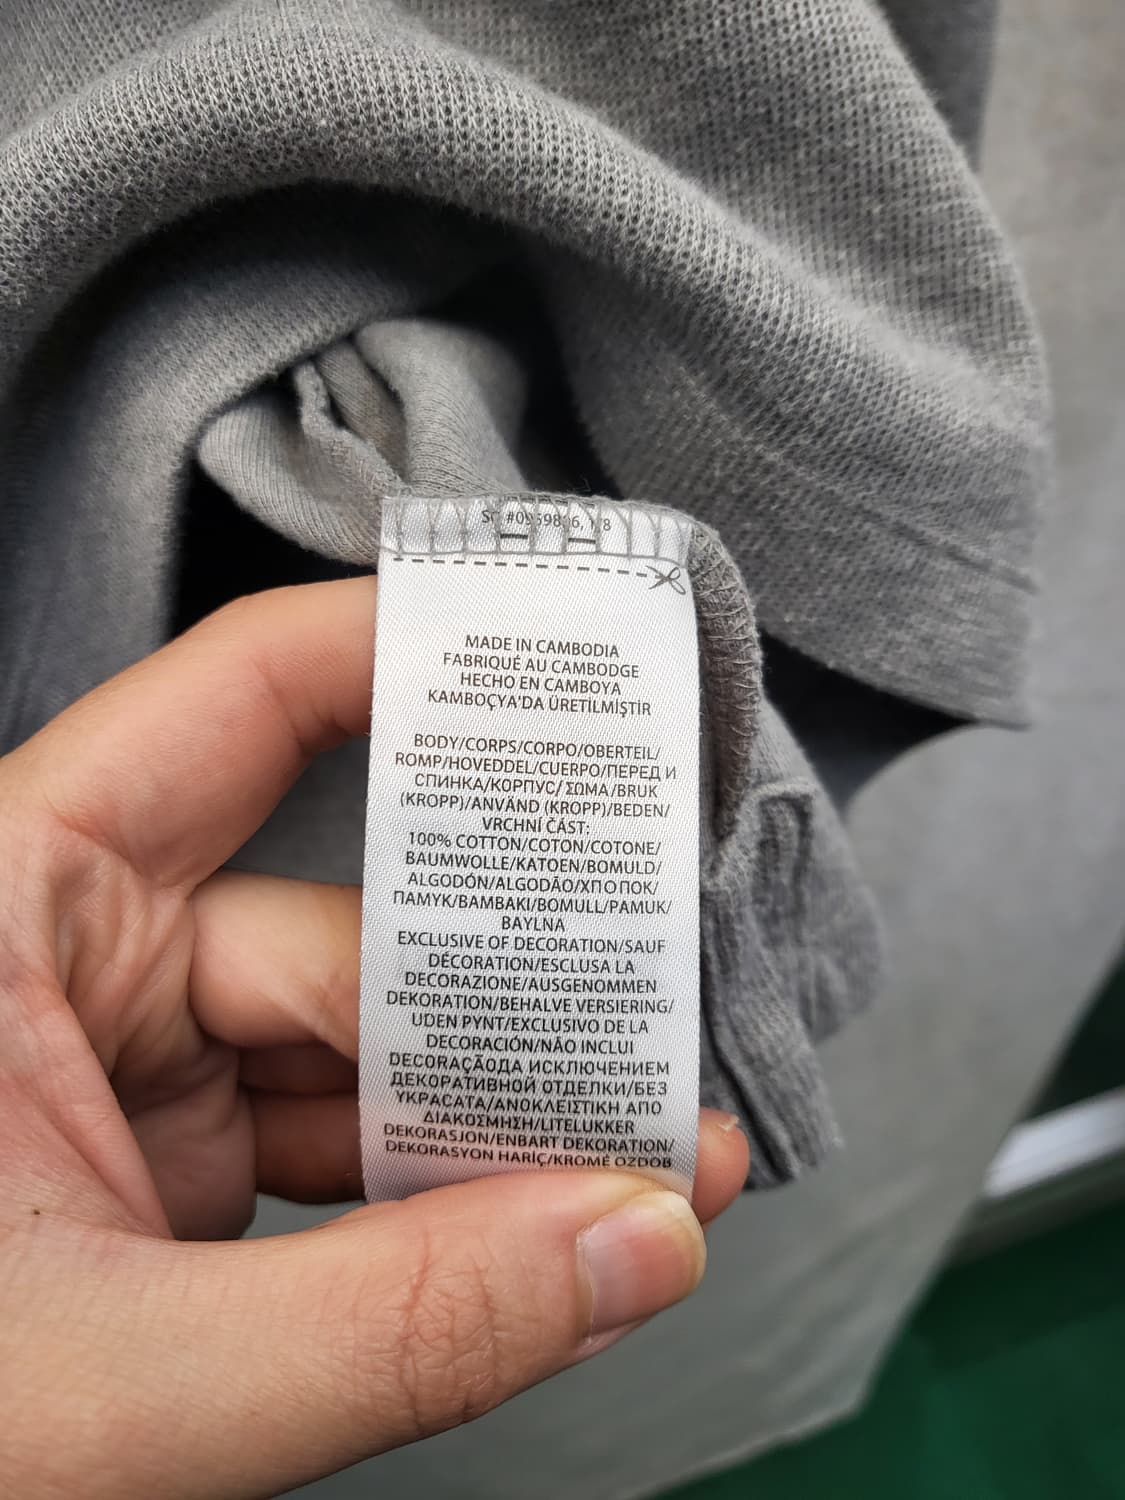 MADE IN CAMBODIA
FABRIQUÉ AU CAMBODGE
HECHO EN CAMBOYA
KAMBOÇYA'DA ÜRETİLMİŞTİR
BODY/CORPS/CORPO/OBERTEIL/
ROMP/HOVEDDEL/CUERPO/ПЕРЕД И
СПИНКА/КОРПУС/ ΣΩΜΑ/BRUK
(KROPP)/ANVÄND (KROPP)/BEDEN/
VRCHNÍ ČÁST:
100% COTTON/COTON/COTONE/
BAUMWOLLE/KATOEN/BOMULD/
ALGODÓN/ALGODÃO/ХПОПОК/
ПАМУК/BAMBAKI/BOMULL/PAMUK/
BAYLNA
EXCLUSIVE OF DECORATION/SAUF
DÉCORATION/ESCLUSA LA
DECORAZIONE/AUSGENOMMEN
DEKORATION/BEHALVE VERSIERING/
UDEN PYNT/EXCLUSIVO DE LA
DECORACIÓN/NÃO INCLUI
DECORAÇÃOДА ИСКЛЮЧЕНИЕМ
ДЕКОРАТИВНОЙ ОТДЕЛКИ/БЕЗ
УКРАСАТА/ΑΝΟΚΛΕΙΣΤΙΚΗ ΑΠΟ
ΔΙΑΚΟΣΜΗΣΗ/LITELUKKER
DEKORASJON/ENBART DEKORATION/
DEKORASYON HARİÇ/KROMĚ OZDOB